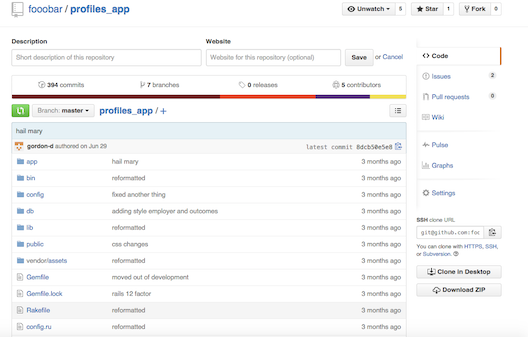 fooobar / profiles_app
Unwatch 5 Star 1 Fork 0
Description Website
Short description of this repository Website for this repository (optional) Save or Cancel
394 commits 7 branches 0 releases 5 contributors
Branch: master profiles_app / +
hail mary
gordon-d authored on Jun 29 latest commit 8dcb50e5e8
app hail mary 3 months ago
bin reformatted 3 months ago
config fixed another thing 3 months ago
db adding style employer and outcomes 3 months ago
lib reformatted 3 months ago
public css changes 3 months ago
vendor/assets reformatted 3 months ago
Gemfile moved out of development 3 months ago
Gemfile.lock rails 12 factor 3 months ago
Rakefile reformatted 3 months ago
config.ru reformatted 3 months ago
Code
Issues 2
Pull requests 0
Wiki
Pulse
Graphs
Settings
SSH clone URL
git@github.com:foo
You can clone with HTTPS, SSH,
or Subversion.
Clone in Desktop
Download ZIP